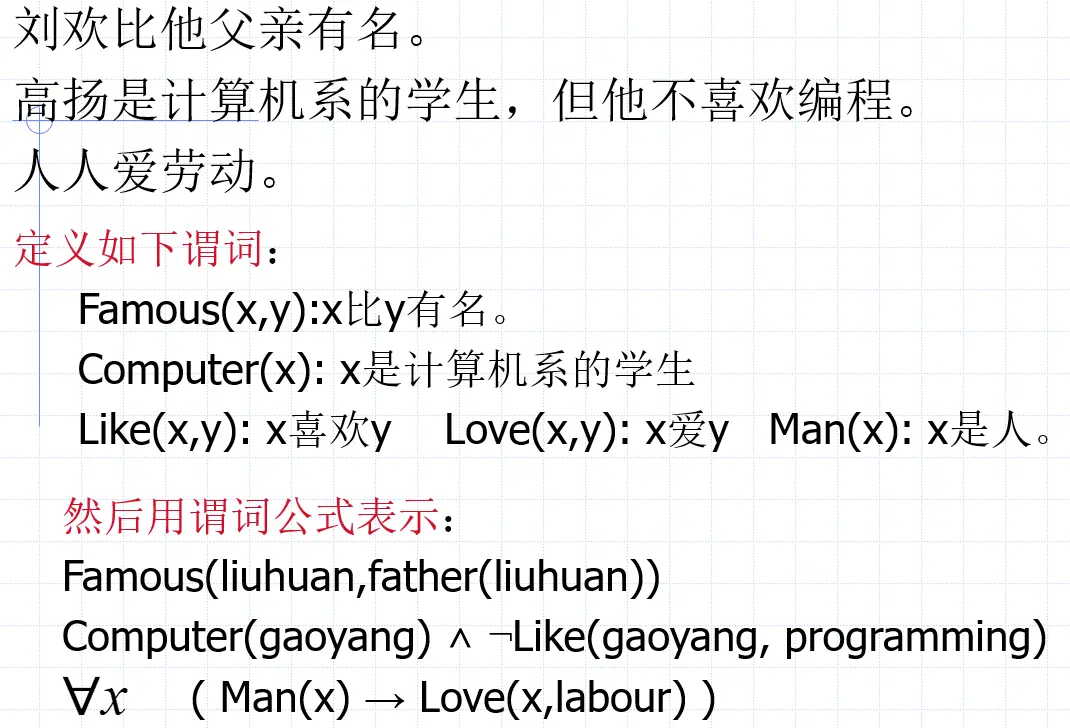 刘欢比他父亲有名。
高扬是计算机系的学生，但他不喜欢编程。
人人爱劳动。
定义如下谓词：
Famous(x,y):x比y有名。
Computer(x): x是计算机系的学生
Like(x,y): x喜欢y Love(x,y): x爱y Man(x): x是人。
然后用谓词公式表示：
Famous(liuhuan,father(liuhuan))
Computer(gaoyang) ∧ ¬Like(gaoyang, programming)
∀x ( Man(x) → Love(x,labour) )